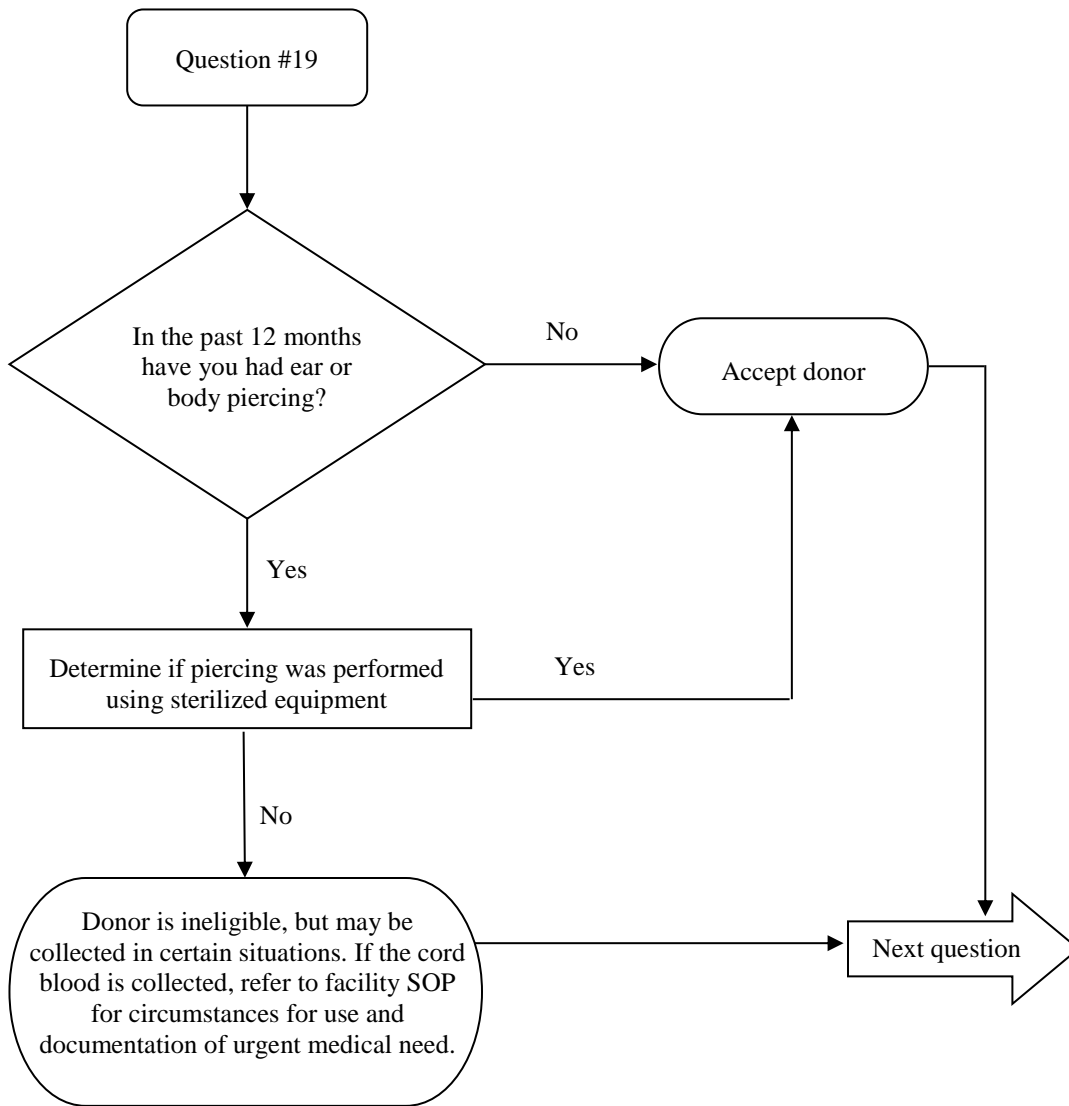 Question #19
In the past 12 months
have you had ear or
body piercing?
No
Accept donor
Yes
Determine if piercing was performed
using sterilized equipment
Yes
No
Donor is ineligible, but may be
collected in certain situations. If the cord
blood is collected, refer to facility SOP
for circumstances for use and
documentation of urgent medical need.
Next question